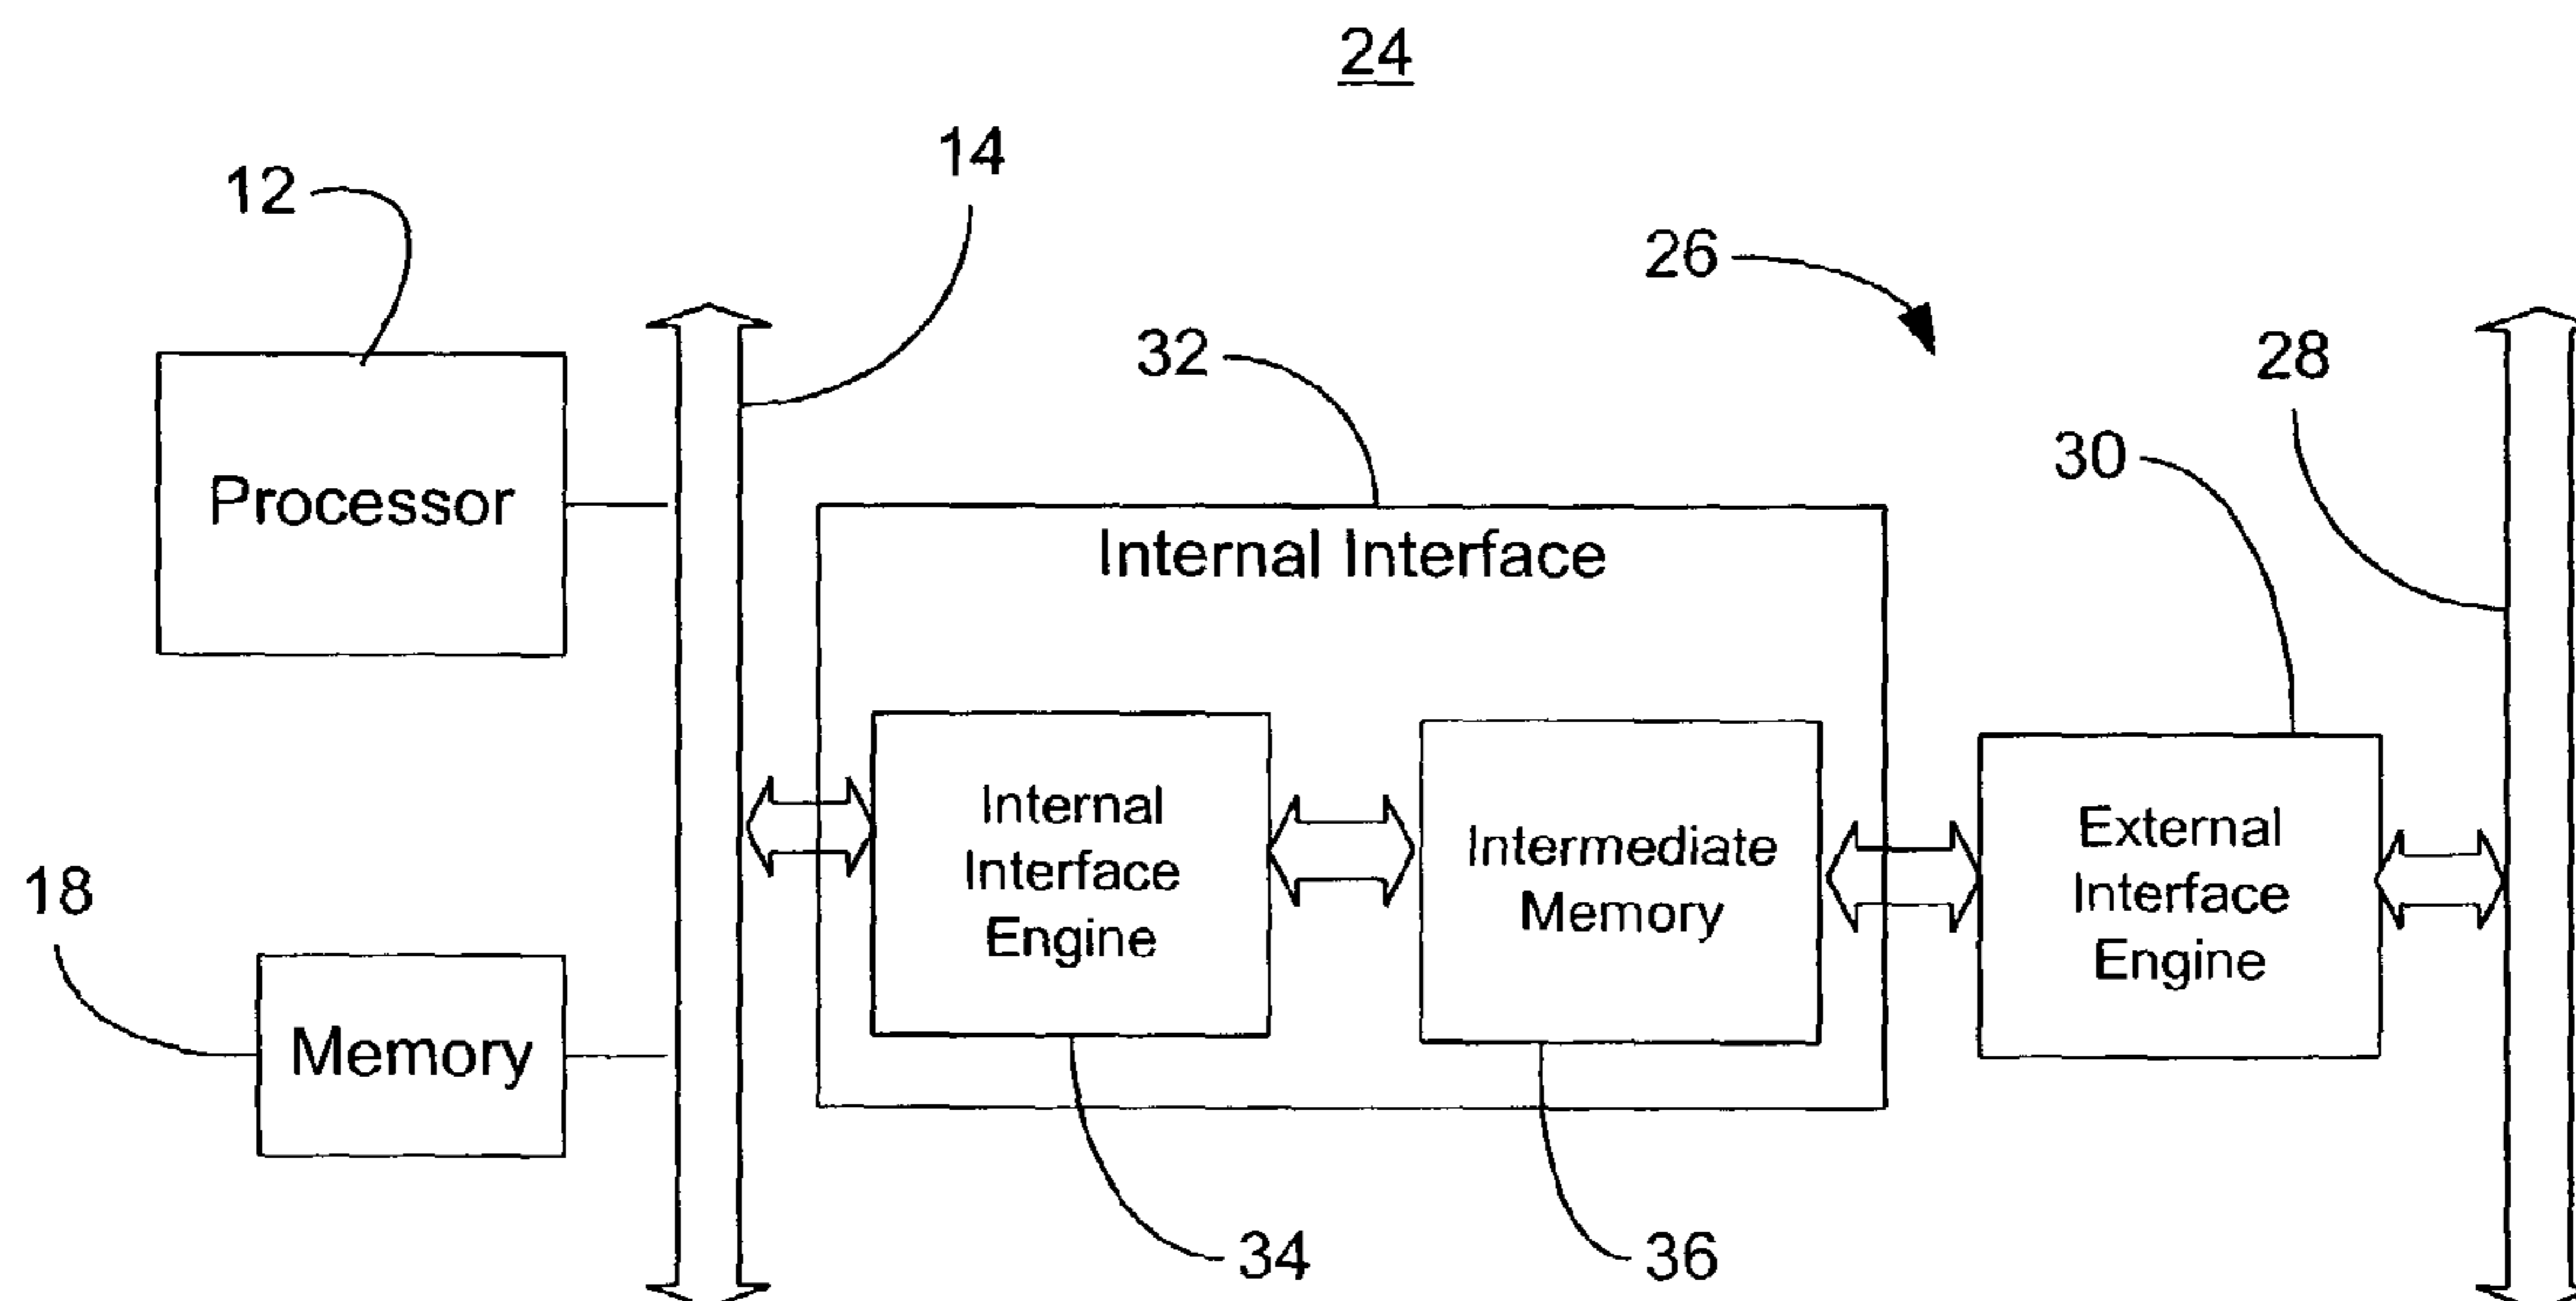 24
14
12
26
32
28
30
Processor
Internal Interface
Internal
Interface
Engine
Intermediate
Memory
External
Interface
Engine
18
Memory
34
36